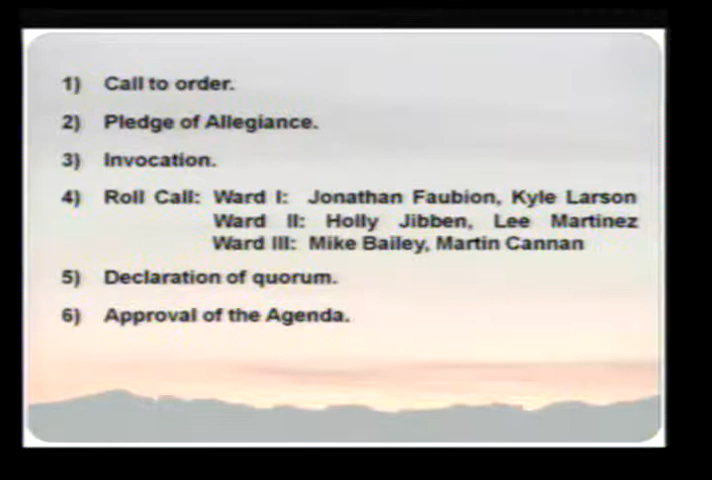 1) Call to order.
2) Pledge of Allegiance.
3) Invocation.
4) Roll Call: Ward I: Jonathan Faubion, Kyle Larson
Ward II: Holly Jibben, Lee Martinez
Ward III: Mike Bailey, Martin Cannan
5) Declaration of quorum.
6) Approval of the Agenda.